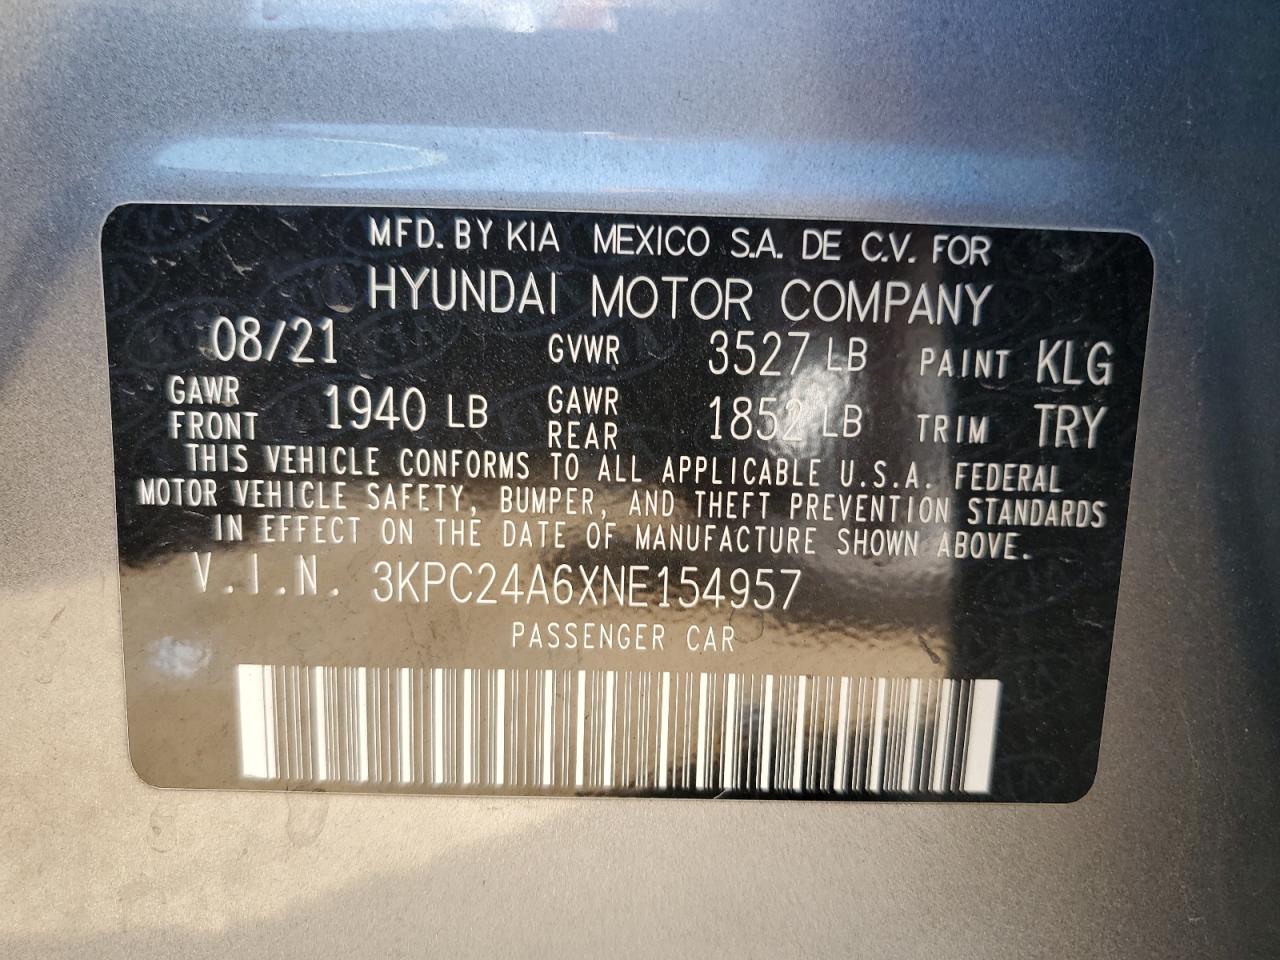 MFD. BY KIA MEXICO S.A. DE C.V. FOR
HYUNDAI MOTOR COMPANY
08/21 GVWR 3527 LB PAINT KLG
GAWR FRONT 1940 LB GAWR REAR 1852 LB TRIM TRY
THIS VEHICLE CONFORMS TO ALL APPLICABLE U.S.A. FEDERAL
MOTOR VEHICLE SAFETY, BUMPER, AND THEFT PREVENTION STANDARDS
IN EFFECT ON THE DATE OF MANUFACTURE SHOWN ABOVE.
V.I.N. 3KPC24A6XNE154957
PASSENGER CAR